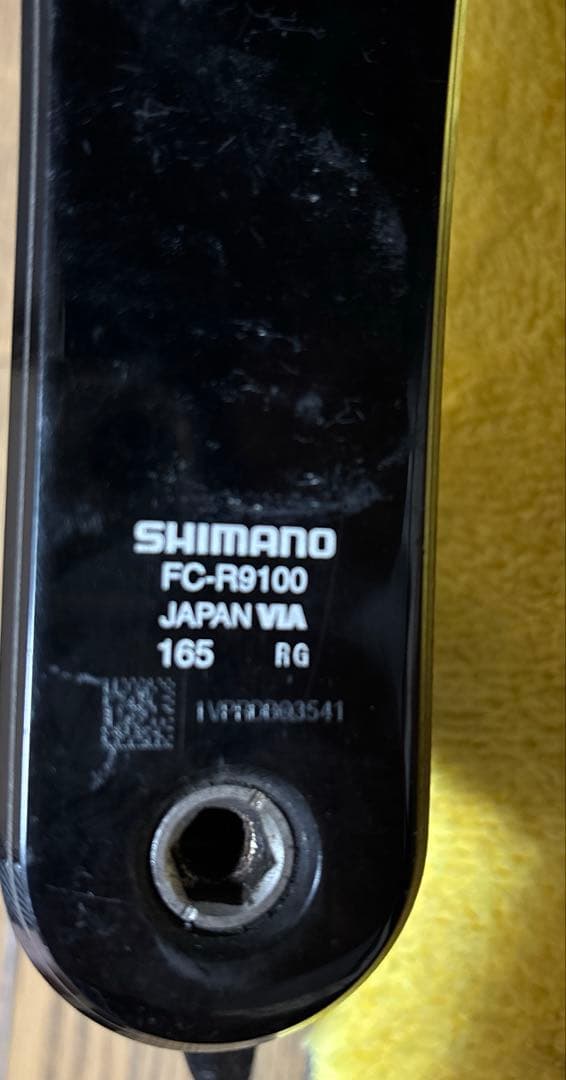 SHIMANO
FC-R9100
JAPAN VIA
165 RG